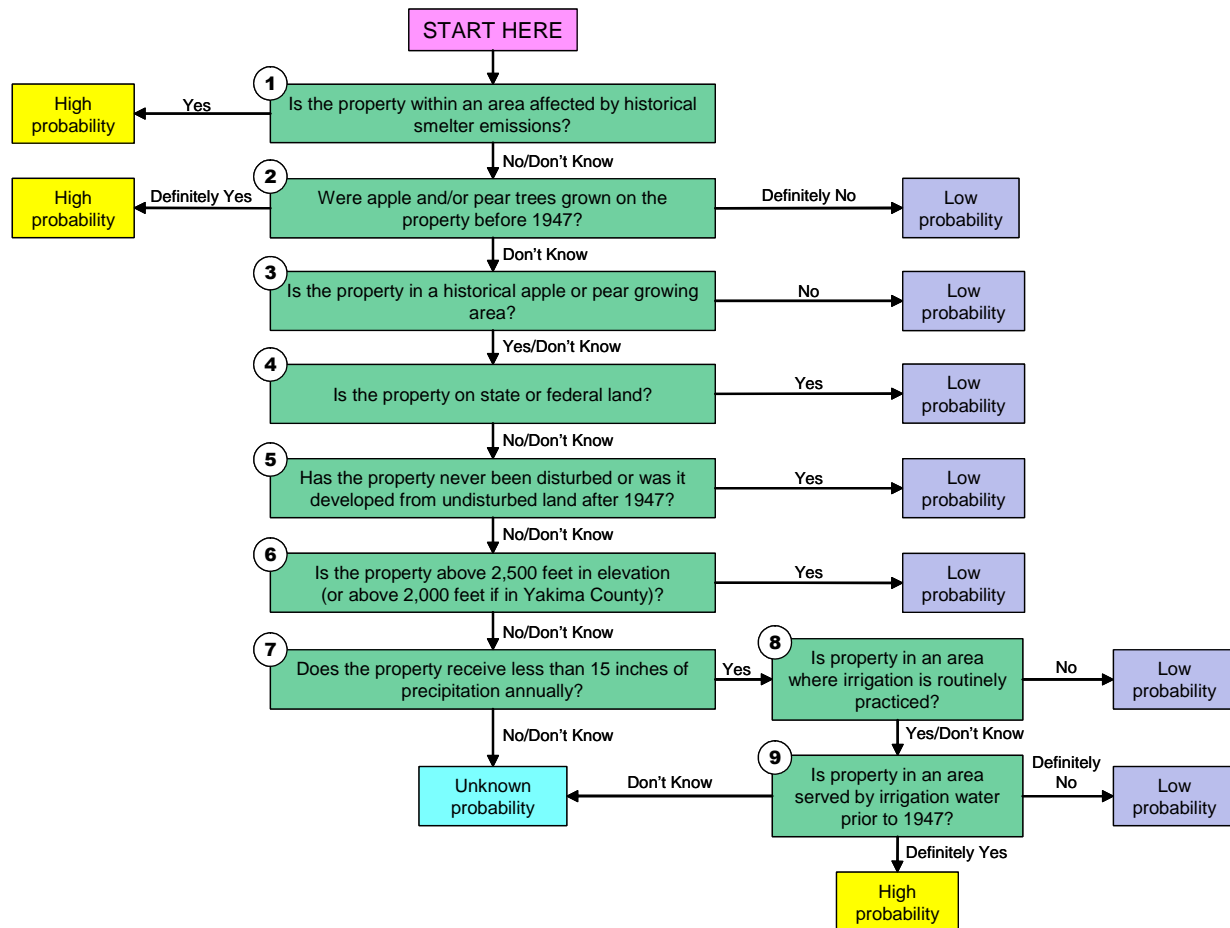 START HERE
1
Is the property within an area affected by historical
smelter emissions?
Yes
High
probability
No/Don't Know
2
Were apple and/or pear trees grown on the
property before 1947?
Definitely Yes
High
probability
Definitely No
Low
probability
Don't Know
3
Is the property in a historical apple or pear growing
area?
No
Low
probability
Yes/Don't Know
4
Is the property on state or federal land?
Yes
Low
probability
No/Don't Know
5
Has the property never been disturbed or was it
developed from undisturbed land after 1947?
Yes
Low
probability
No/Don't Know
6
Is the property above 2,500 feet in elevation
(or above 2,000 feet if in Yakima County)?
Yes
Low
probability
No/Don't Know
7
Does the property receive less than 15 inches of
precipitation annually?
Yes
No/Don't Know
Unknown
probability
8
Is property in an area
where irrigation is routinely
practiced?
No
Low
probability
Yes/Don't Know
9
Is property in an area
served by irrigation water
prior to 1947?
Don't Know
Definitely
No
Low
probability
Definitely Yes
High
probability